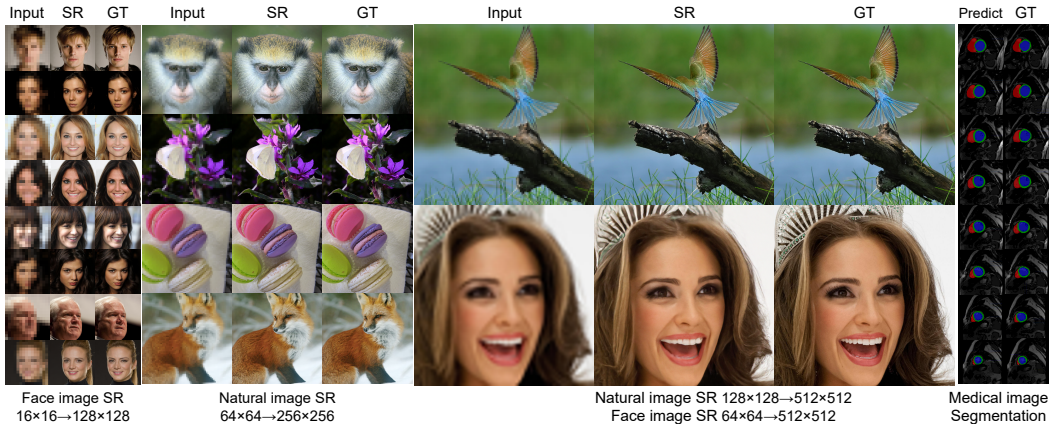 Input SR GT Input SR GT Input SR GT Predict GT
Face image SR
16×16→128×128
Natural image SR
64×64→256×256
Natural image SR 128×128→512×512
Face image SR 64×64→512×512
Medical image
Segmentation